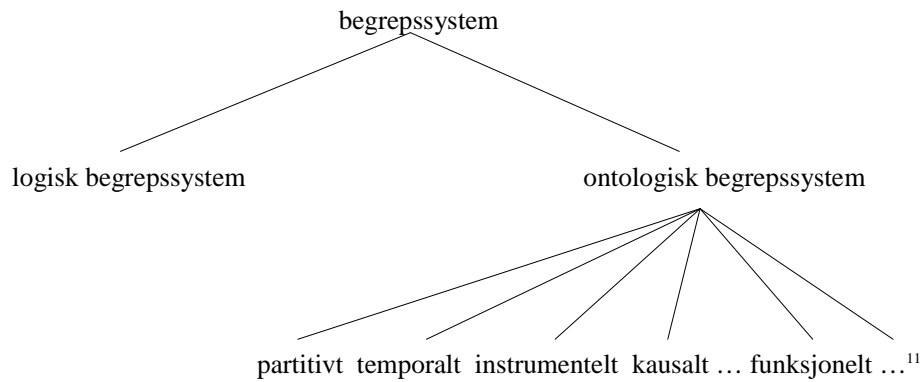 begrepssystem
logisk begrepssystem ontologisk begrepssystem
partitivt temporalt instrumentelt kausalt … funksjonelt …11